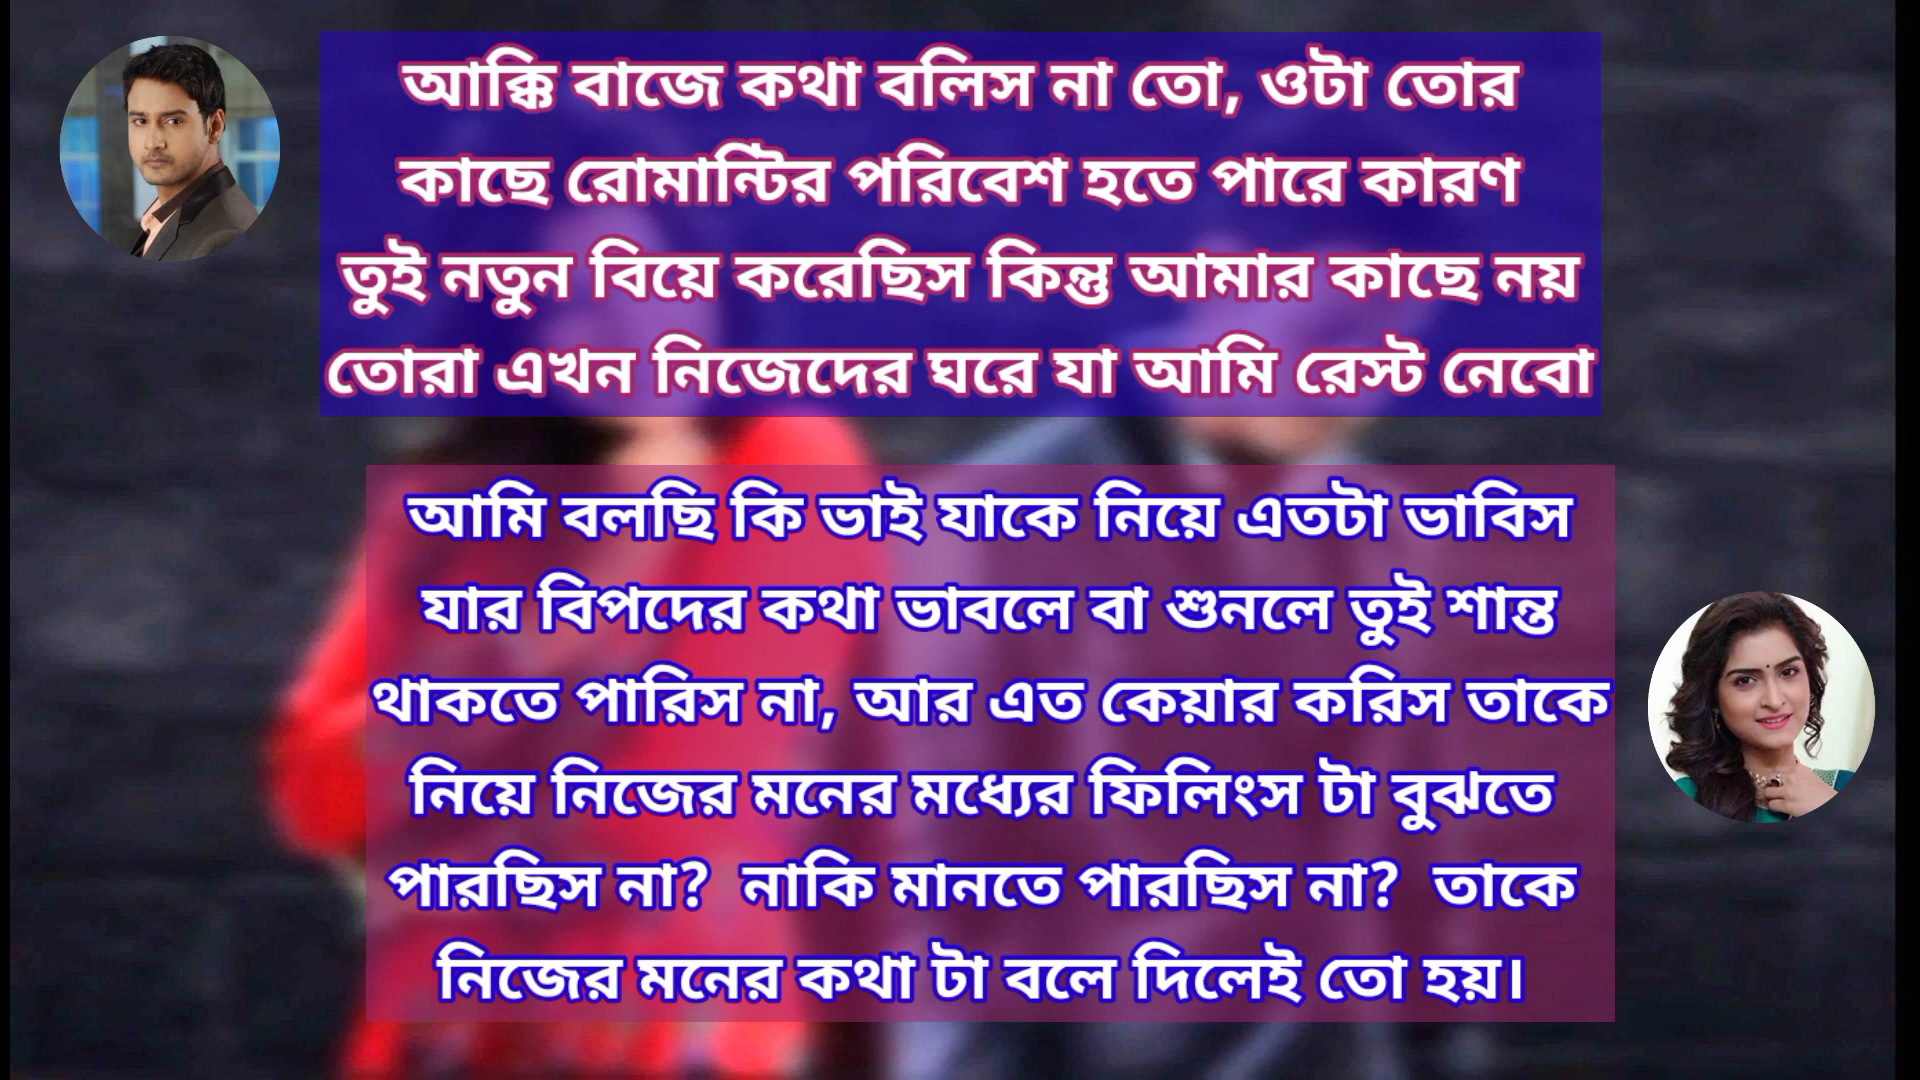 আক্কি বাজে কথা বলিস না তো, ওটা তোর
কাছে রোমান্টির পরিবেশ হতে পারে কারণ
তুই নতুন বিয়ে করেছিস কিন্তু আমার কাছে নয়
তোরা এখন নিজেদের ঘরে যা আমি রেস্ট নেবো
আমি বলছি কি ভাই যাকে নিয়ে এতটা ভাবিস
যার বিপদের কথা ভাবলে বা শুনলে তুই শান্ত
থাকতে পারিস না, আর এত কেয়ার করিস তাকে
নিয়ে নিজের মনের মধ্যের ফিলিংস টা বুঝতে
পারছিস না? নাকি মানতে পারছিস না? তাকে
নিজের মনের কথা টা বলে দিলেই তো হয়।